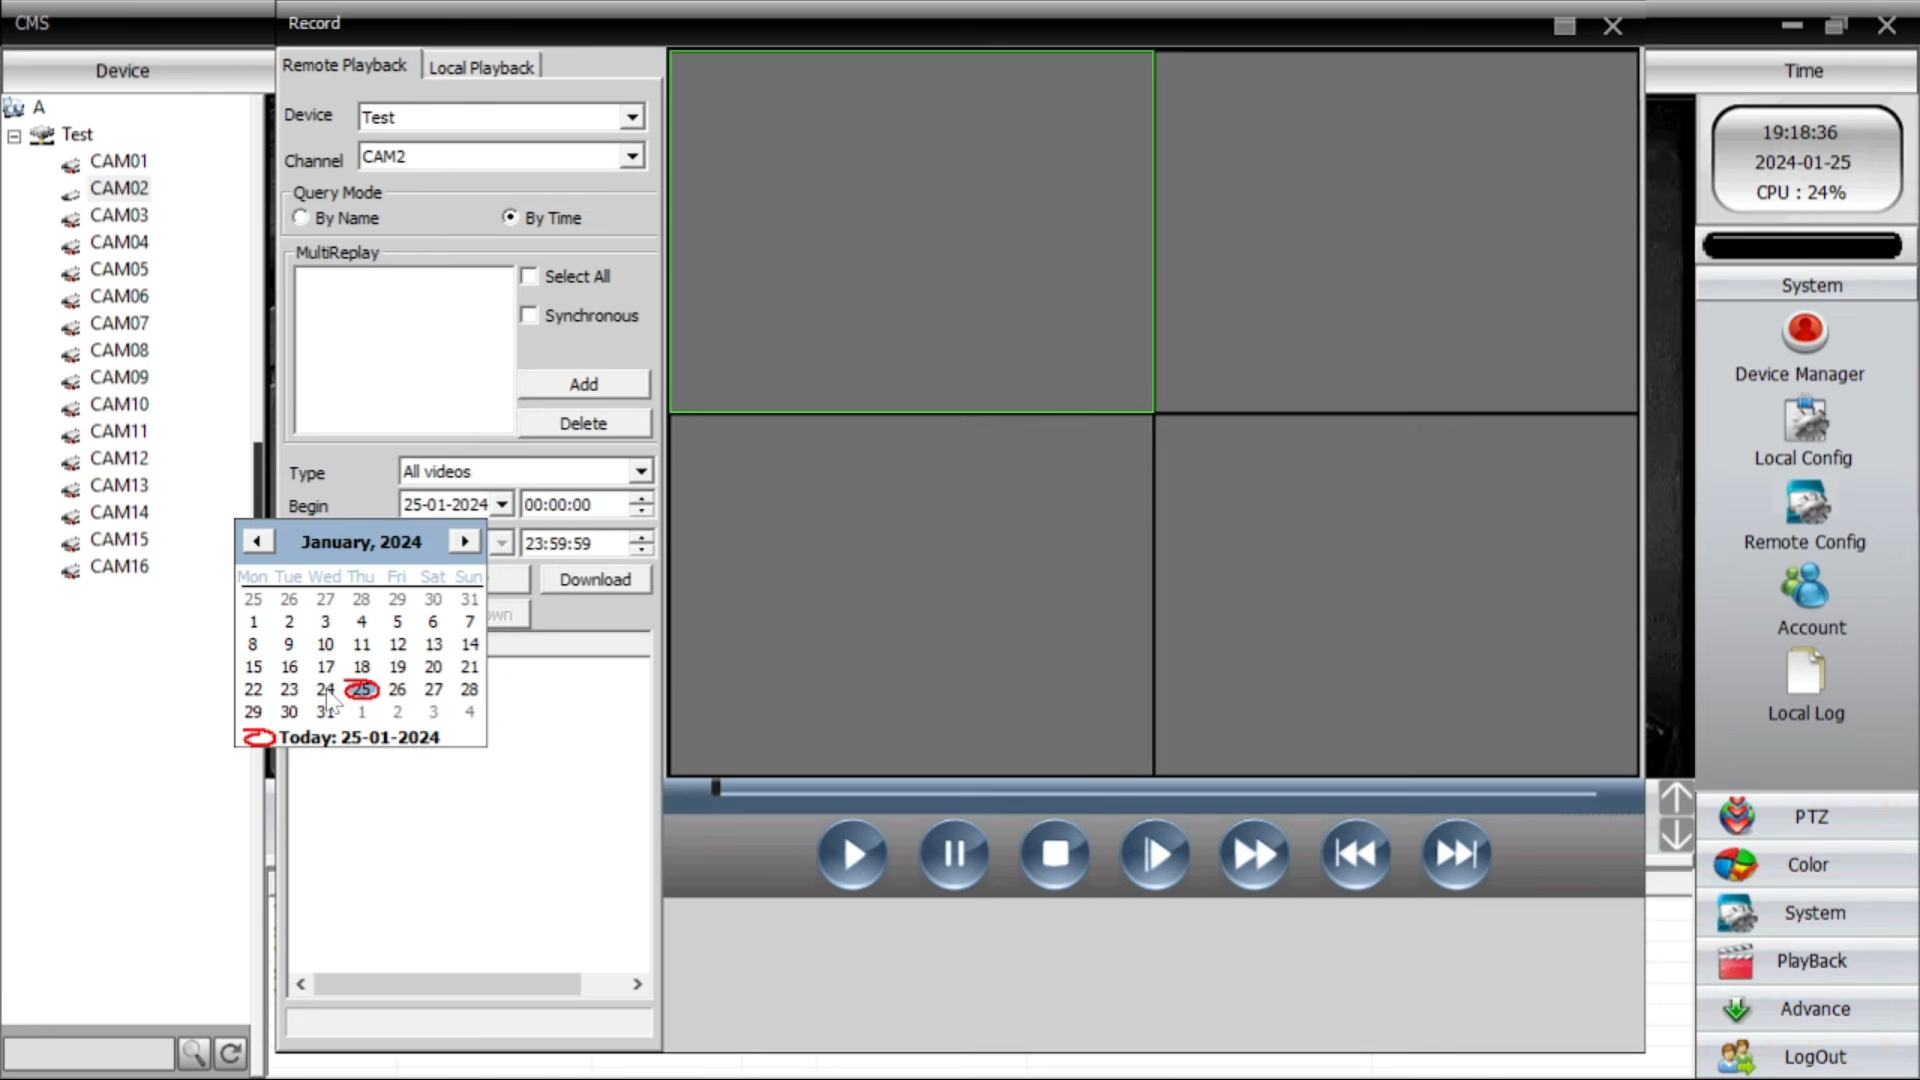 CMS
Record
Device
A
Test
CAM01
CAM02
CAM03
CAM04
CAM05
CAM06
CAM07
CAM08
CAM09
CAM10
CAM11
CAM12
CAM13
CAM14
CAM15
CAM16
Remote Playback
Local Playback
Device
Test
Channel
CAM2
Query Mode
By Name
By Time
MultiReplay
Select All
Synchronous
Add
Delete
Type
All videos
Begin
25-01-2024
00:00:00
23:59:59
Download
January, 2024
Mon Tue Wed Thu Fri Sat Sun
25 26 27 28 29 30 31
1 2 3 4 5 6 7
8 9 10 11 12 13 14
15 16 17 18 19 20 21
22 23 24 25 26 27 28
29 30 31 1 2 3 4
Today: 25-01-2024
Time
19:18:36
2024-01-25
CPU : 24%
System
Device Manager
Local Config
Remote Config
Account
Local Log
PTZ
Color
System
PlayBack
Advance
LogOut